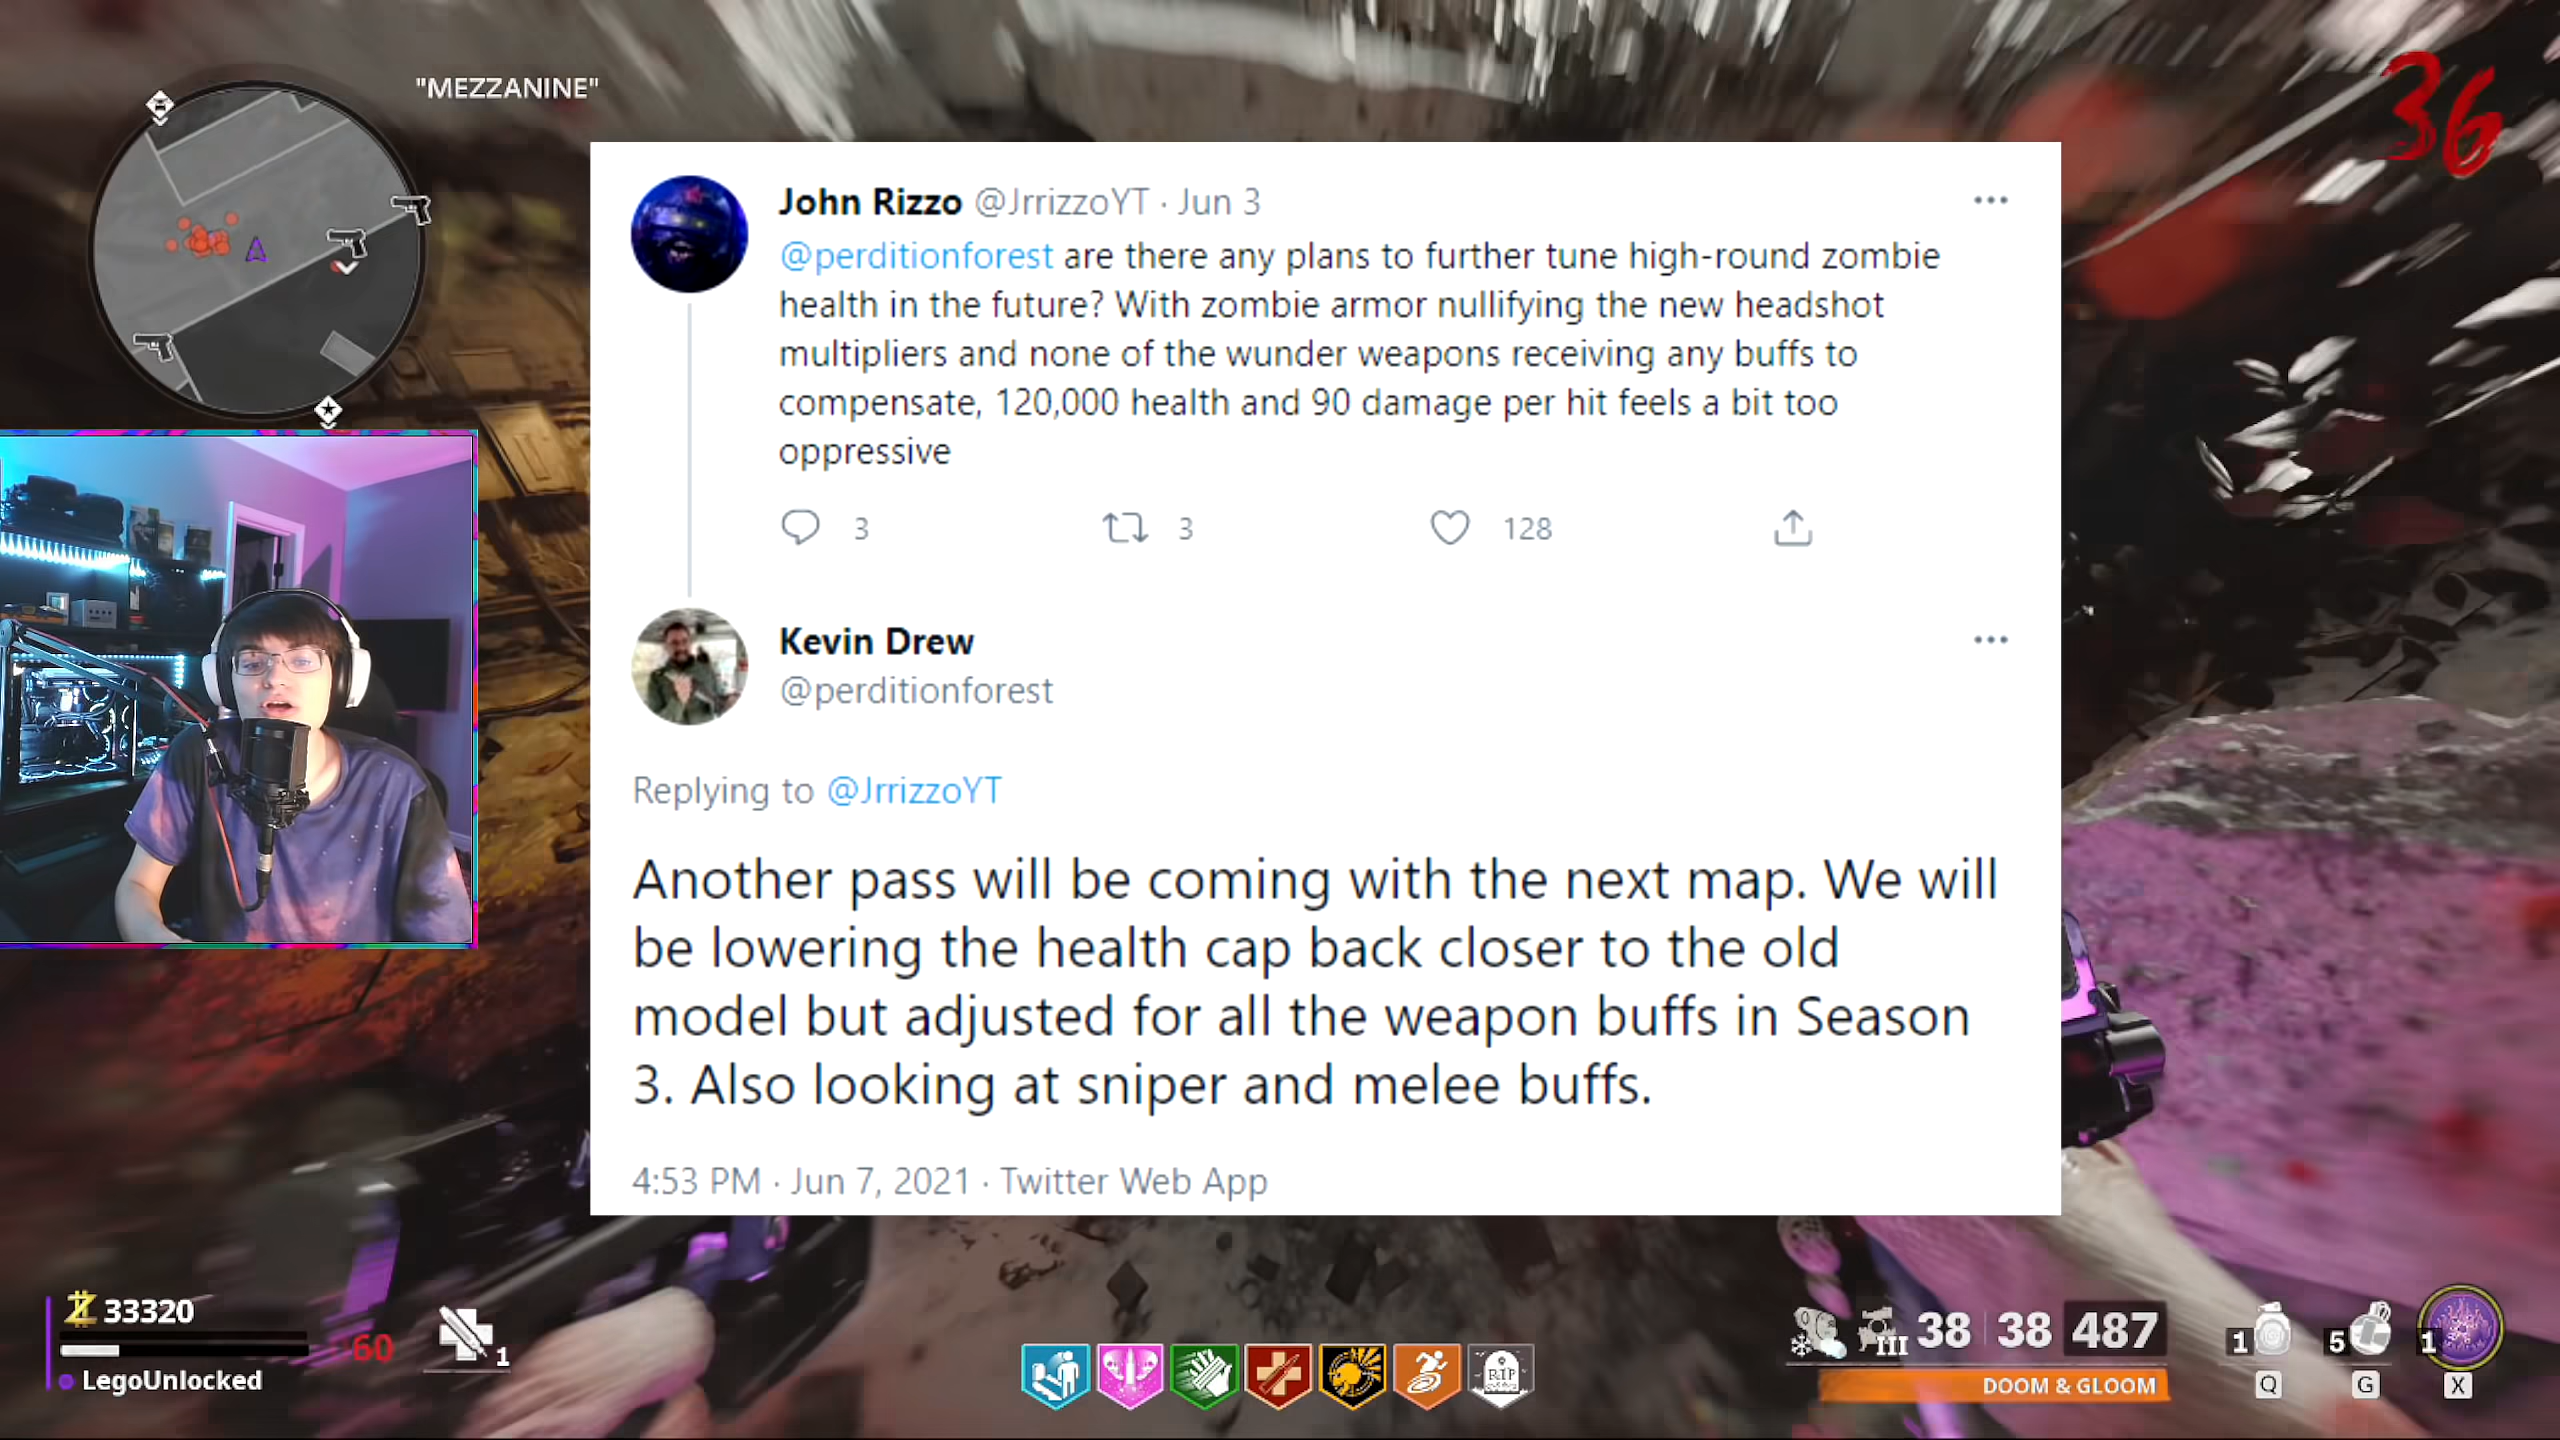 "MEZZANINE"
36
John Rizzo @JrrizzoYT · Jun 3
@perditionforest are there any plans to further tune high-round zombie
health in the future? With zombie armor nullifying the new headshot
multipliers and none of the wunder weapons receiving any buffs to
compensate, 120,000 health and 90 damage per hit feels a bit too
oppressive
3 3 128
Kevin Drew
@perditionforest
Replying to @JrrizzoYT
Another pass will be coming with the next map. We will
be lowering the health cap back closer to the old
model but adjusted for all the weapon buffs in Season
3. Also looking at sniper and melee buffs.
4:53 PM · Jun 7, 2021 · Twitter Web App
33320
60
LegoUnlocked
1
RIP
III 38 38 487
DOOM & GLOOM
1 5 1
Q G X